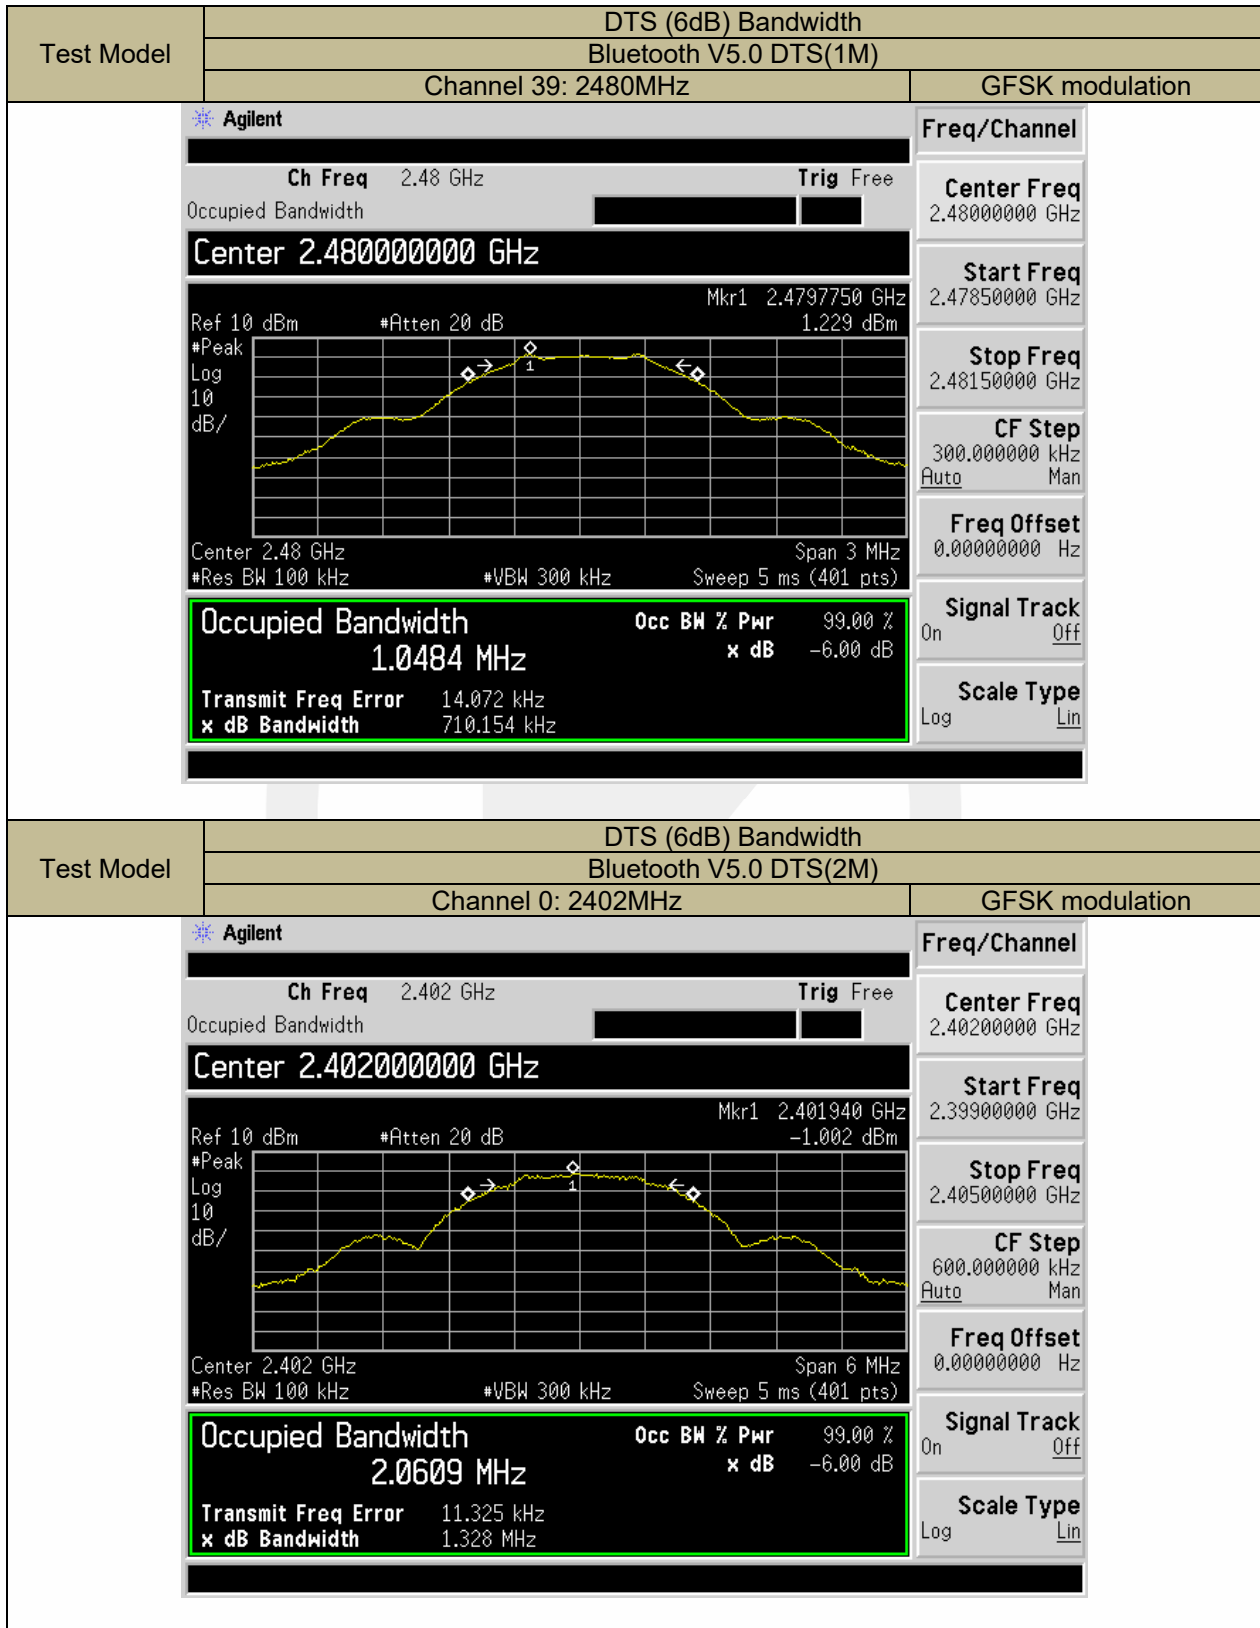 Test Model
DTS (6dB) Bandwidth
Bluetooth V5.0 DTS(1M)
Channel 39: 2480MHz GFSK modulation
Agilent
Freq/Channel
Ch Freq 2.48 GHz Trig Free
Occupied Bandwidth
Center 2.480000000 GHz
Mkr1 2.4797750 GHz
Ref 10 dBm #Atten 20 dB 1.229 dBm
#Peak
Log
10
dB/
1
Center 2.48 GHz Span 3 MHz
#Res BW 100 kHz #VBW 300 kHz Sweep 5 ms (401 pts)
Occupied Bandwidth
1.0484 MHz
Occ BW % Pwr 99.00 %
x dB -6.00 dB
Transmit Freq Error 14.072 kHz
x dB Bandwidth 710.154 kHz
Center Freq
2.48000000 GHz
Start Freq
2.47850000 GHz
Stop Freq
2.48150000 GHz
CF Step
300.000000 kHz
Auto Man
Freq Offset
0.00000000 Hz
Signal Track
On Off
Scale Type
Log Lin
Test Model
DTS (6dB) Bandwidth
Bluetooth V5.0 DTS(2M)
Channel 0: 2402MHz GFSK modulation
Agilent
Freq/Channel
Ch Freq 2.402 GHz Trig Free
Occupied Bandwidth
Center 2.402000000 GHz
Mkr1 2.401940 GHz
Ref 10 dBm #Atten 20 dB -1.002 dBm
#Peak
Log
10
dB/
1
Center 2.402 GHz Span 6 MHz
#Res BW 100 kHz #VBW 300 kHz Sweep 5 ms (401 pts)
Occupied Bandwidth
2.0609 MHz
Occ BW % Pwr 99.00 %
x dB -6.00 dB
Transmit Freq Error 11.325 kHz
x dB Bandwidth 1.328 MHz
Center Freq
2.40200000 GHz
Start Freq
2.39900000 GHz
Stop Freq
2.40500000 GHz
CF Step
600.000000 kHz
Auto Man
Freq Offset
0.00000000 Hz
Signal Track
On Off
Scale Type
Log Lin